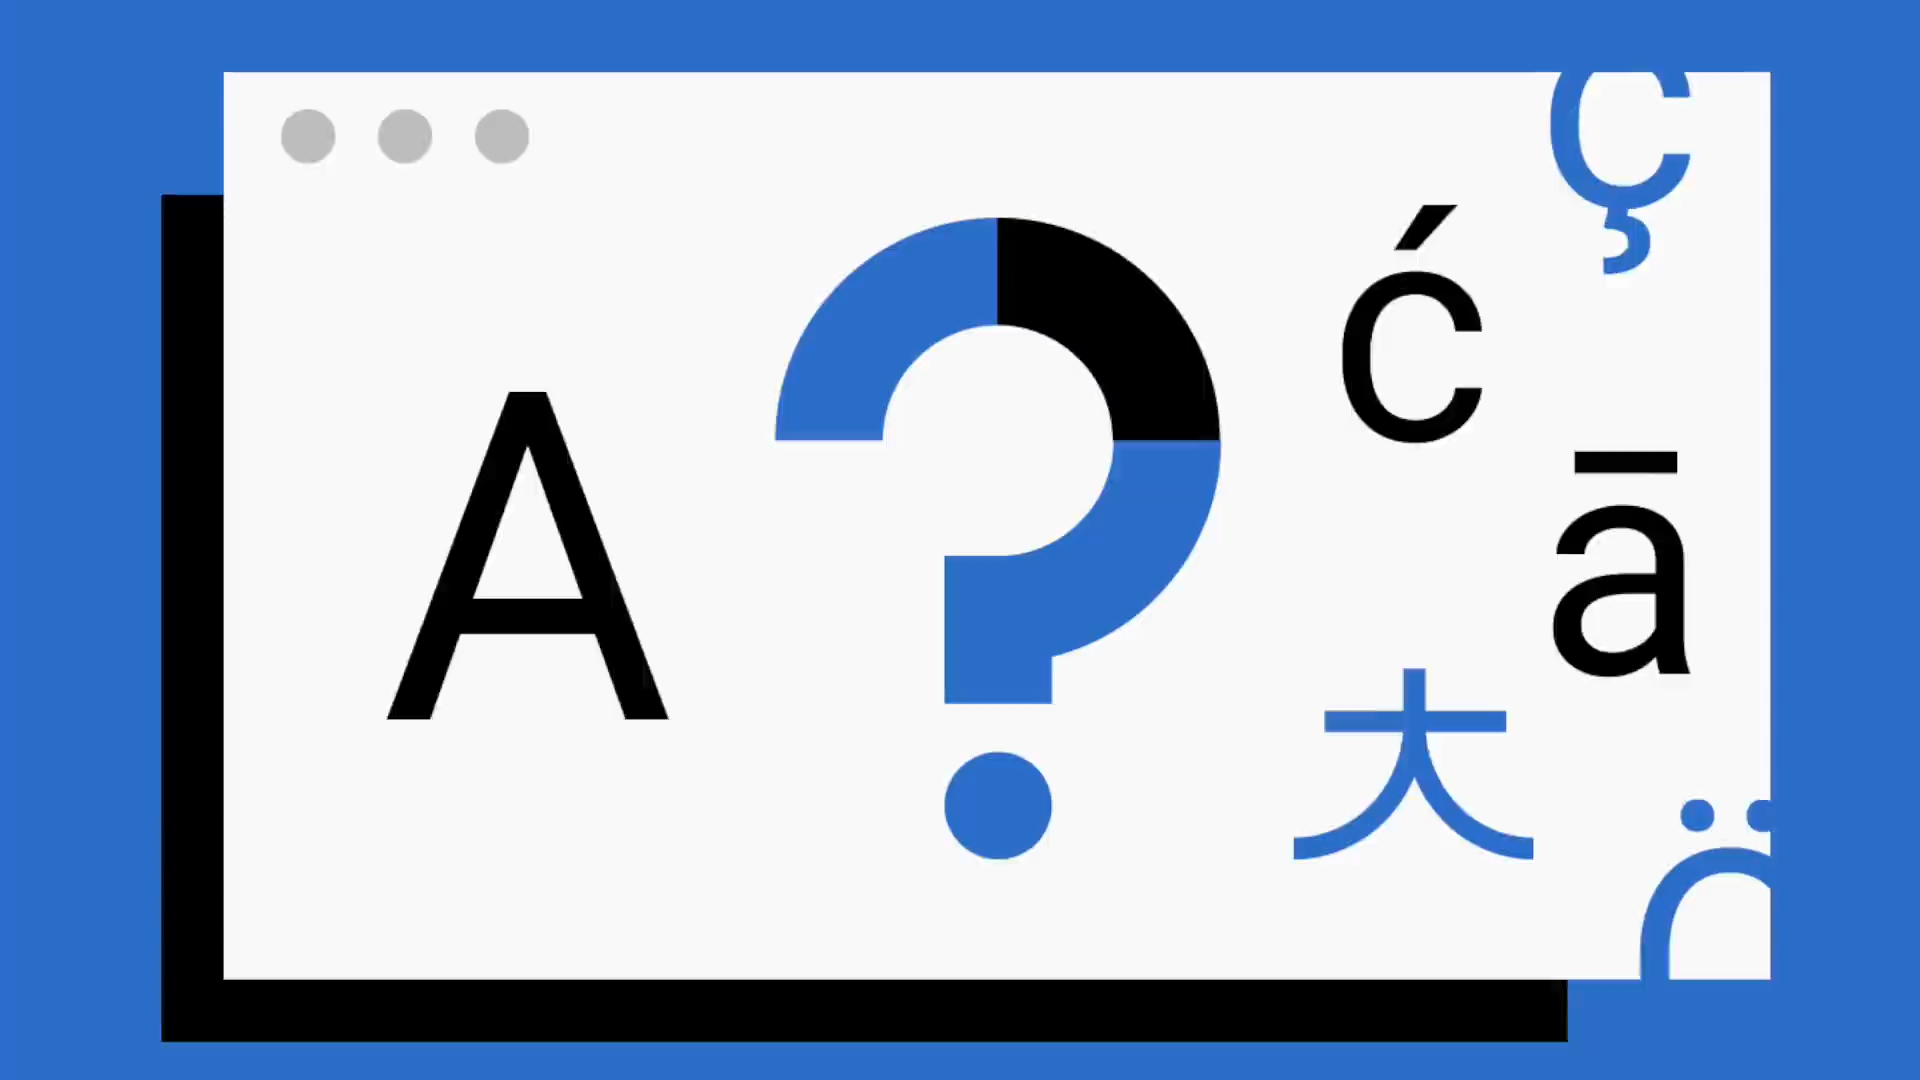 A ? ć ç
ā
大
ö